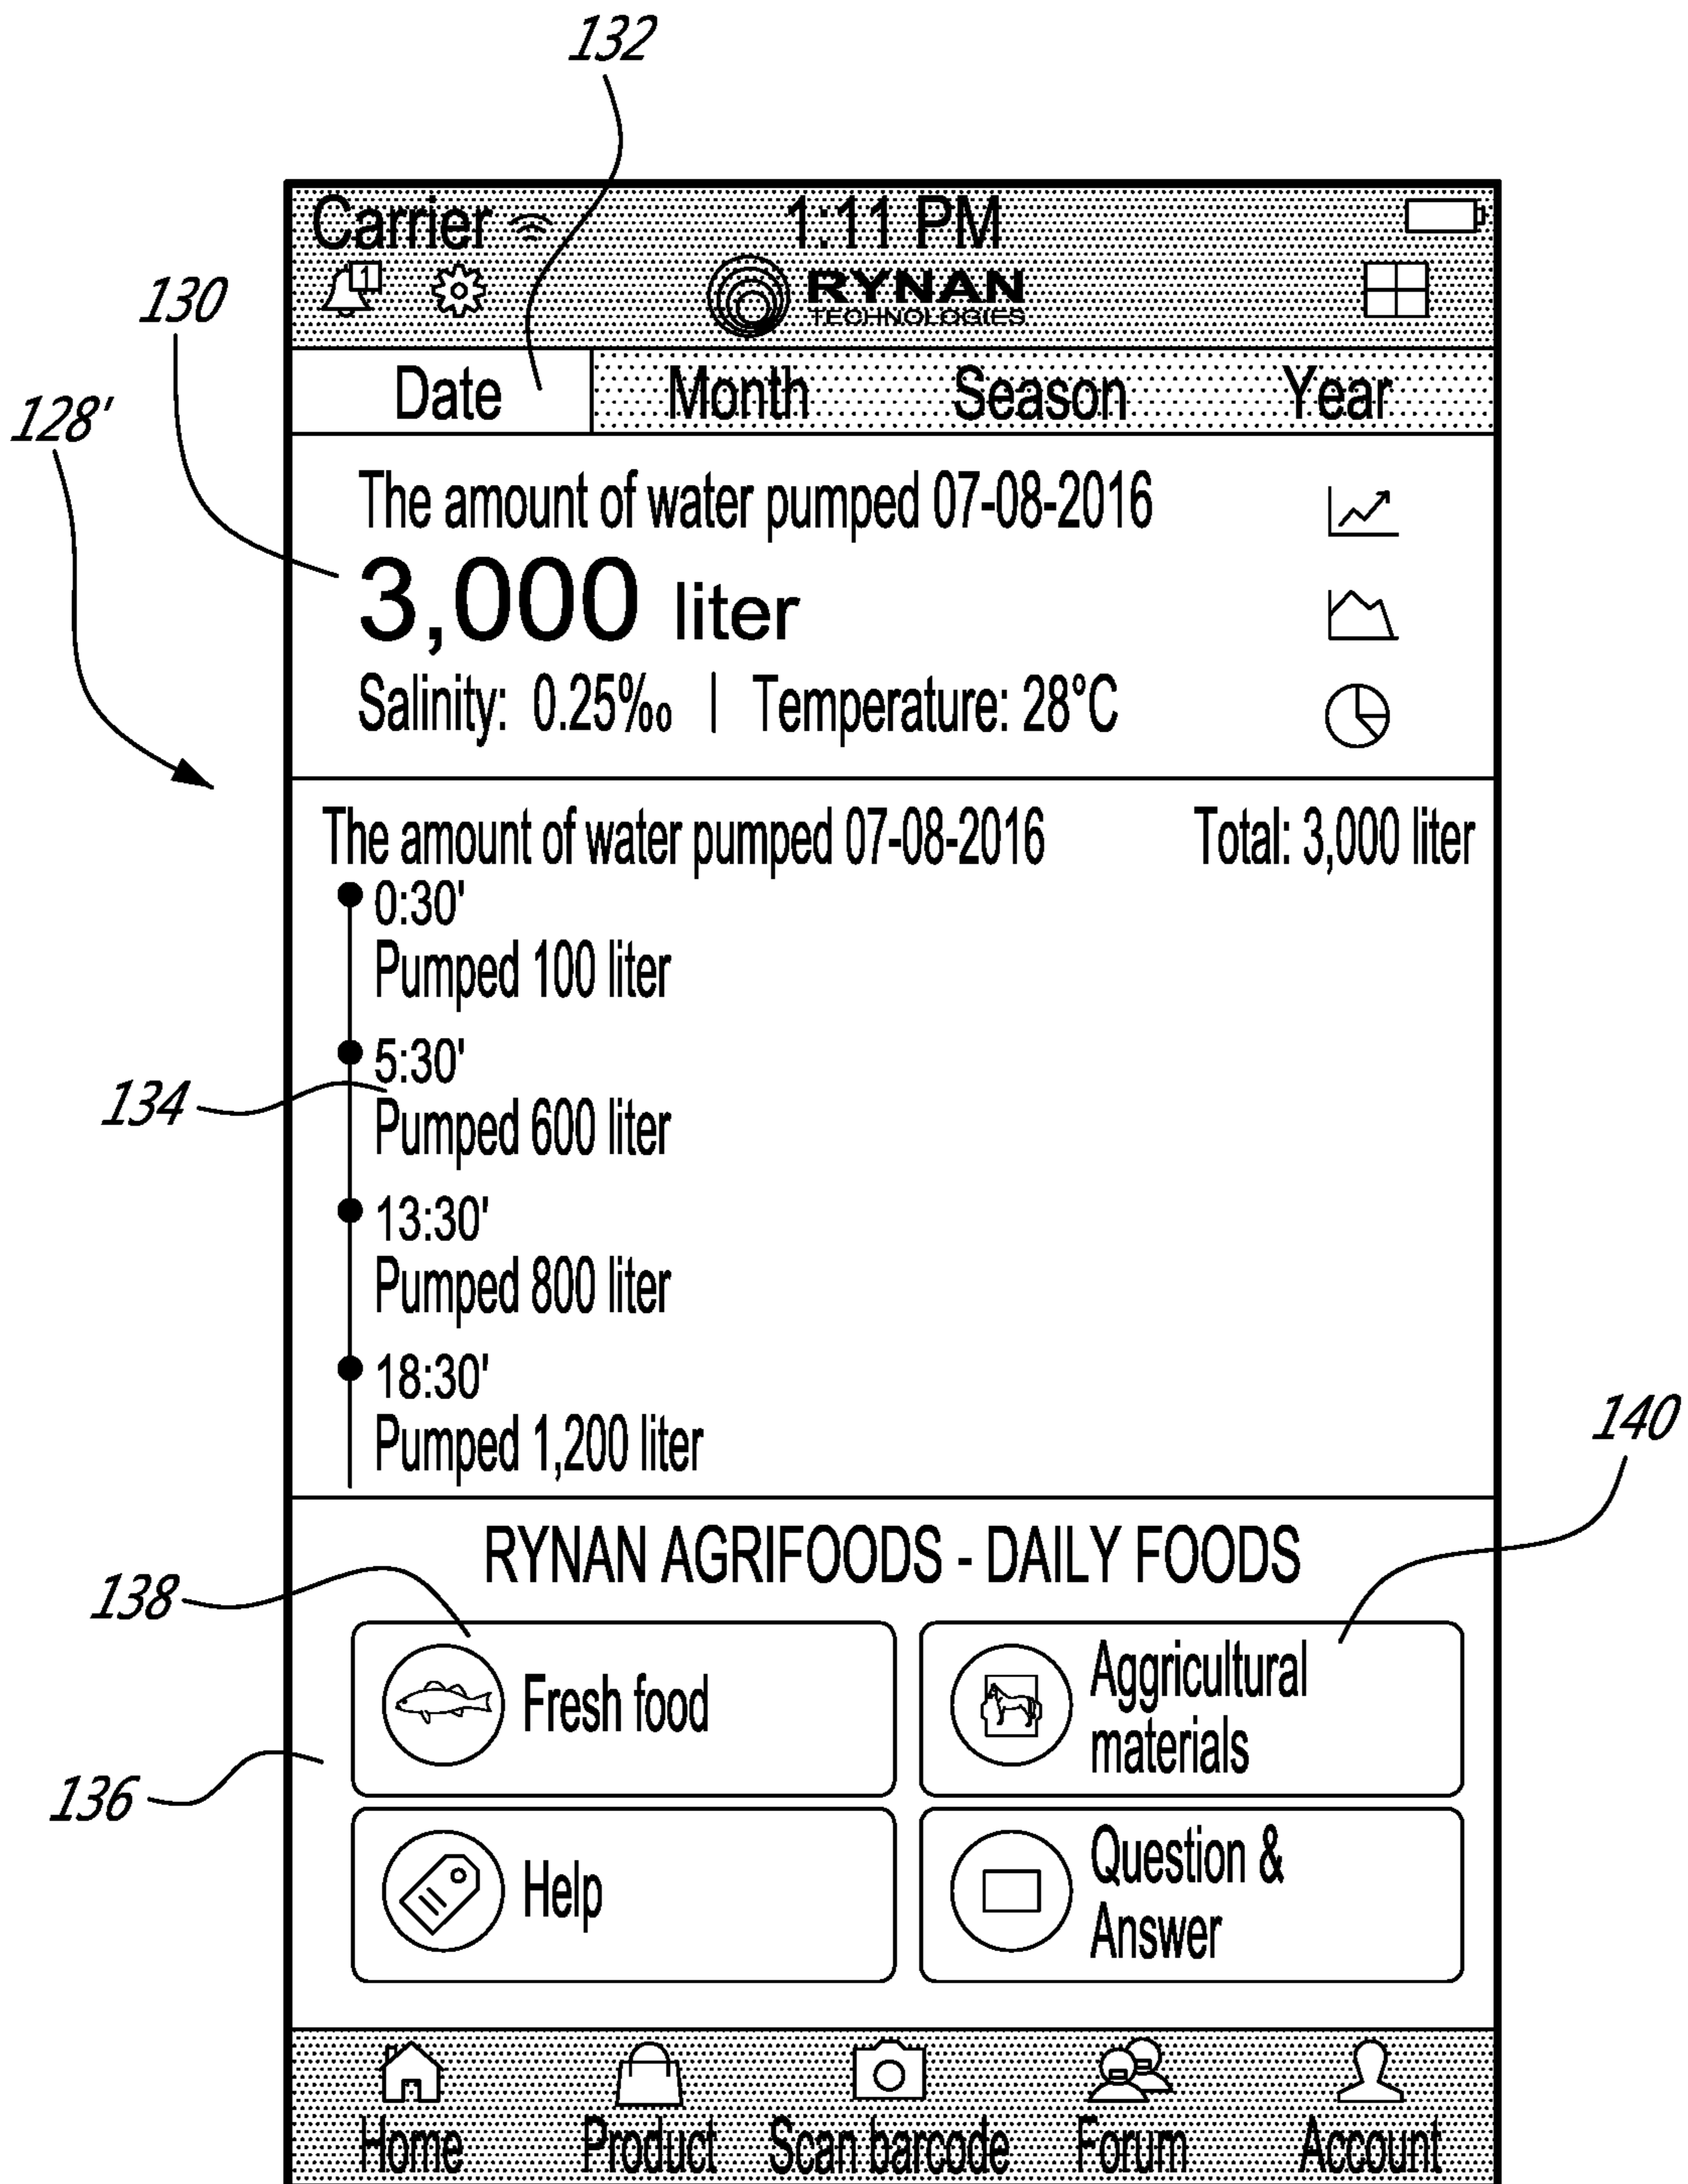 132
Carrier 1:11 PM
1
RYNAN
TECHNOLOGIES
130
Date Month Season Year
128'
The amount of water pumped 07-08-2016
3,000 liter
Salinity: 0.25‰ | Temperature: 28°C
The amount of water pumped 07-08-2016 Total: 3,000 liter
0:30'
Pumped 100 liter
5:30'
134
Pumped 600 liter
13:30'
Pumped 800 liter
18:30'
Pumped 1,200 liter
140
RYNAN AGRIFOODS - DAILY FOODS
138
Fresh food
Aggricultural
materials
136
Help
Question &
Answer
Home Product Scan barcode Forum Account